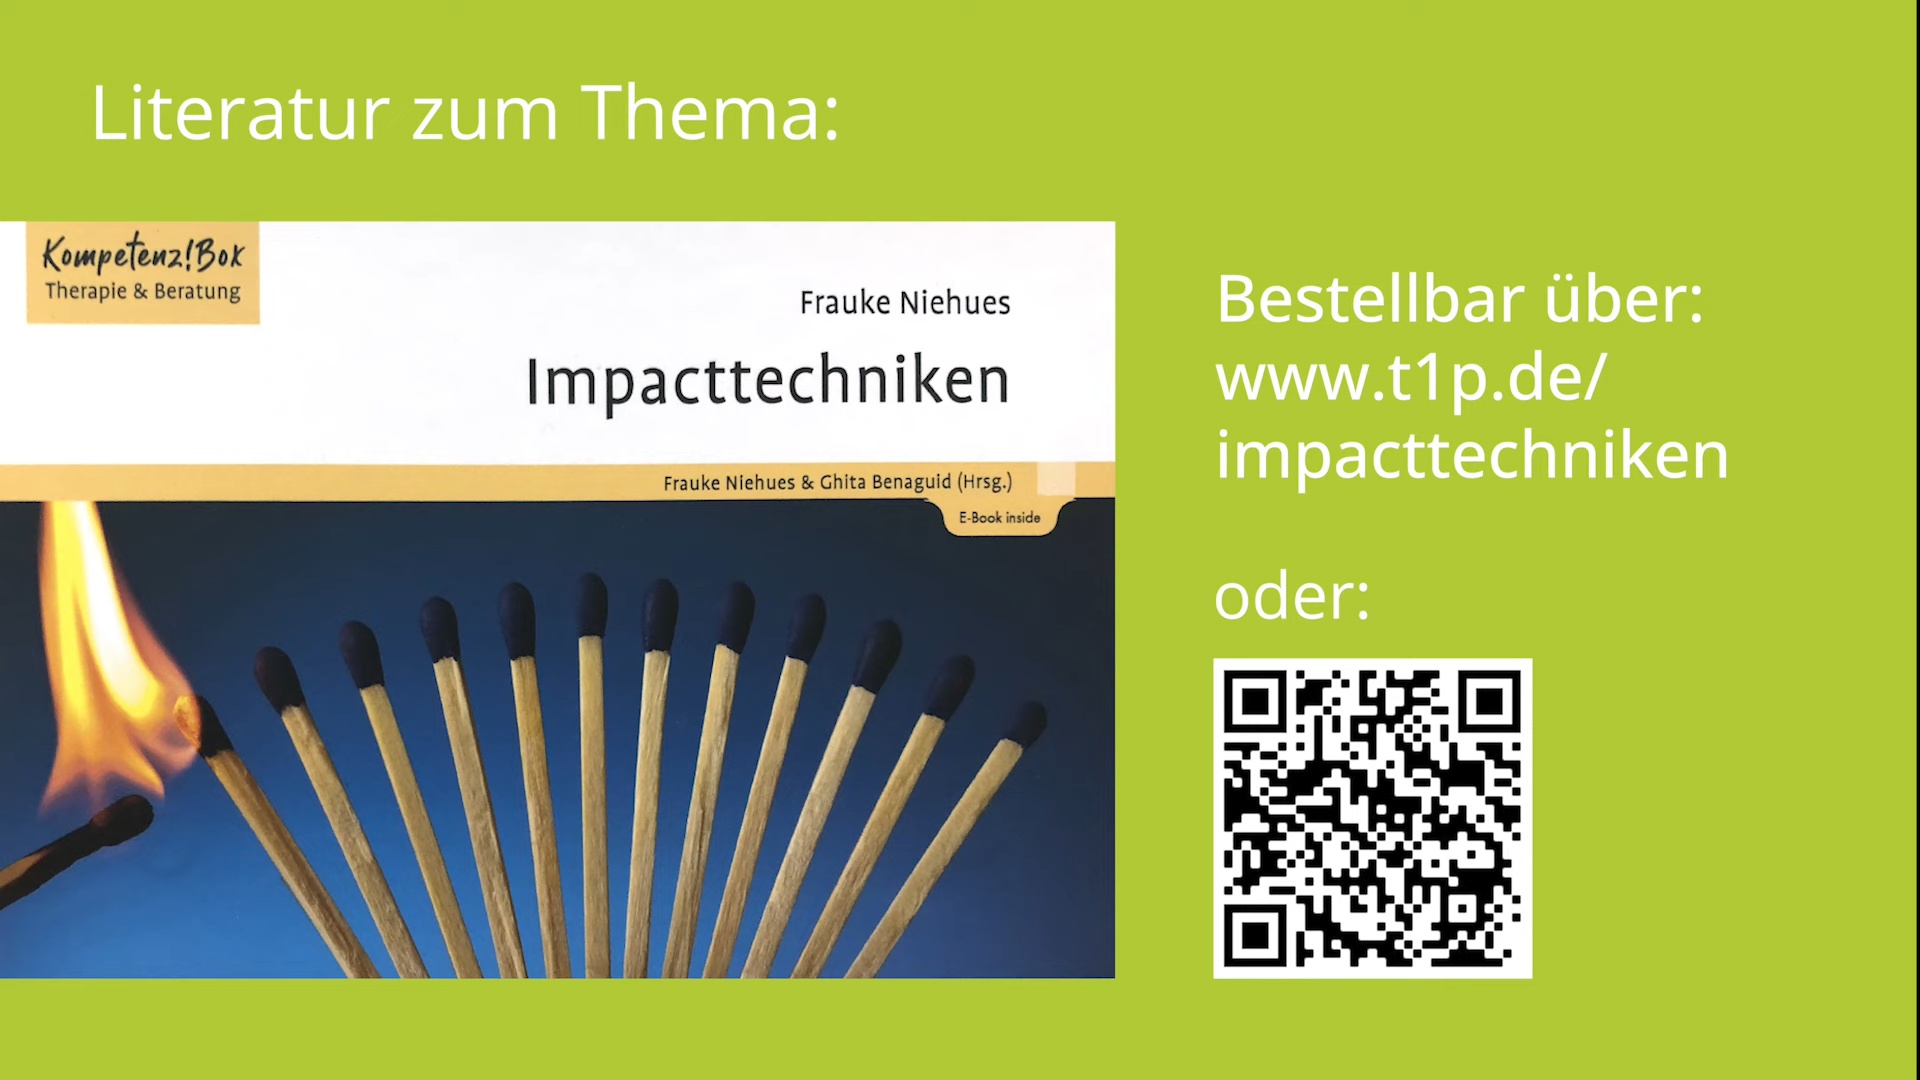 Literatur zum Thema:
Kompetenz!Box
Therapie & Beratung
Frauke Niehues
Impacttechniken
Frauke Niehues & Ghita Benaguid (Hrsg.)
E-Book inside
Bestellbar über:
www.t1p.de/
impacttechniken
oder: